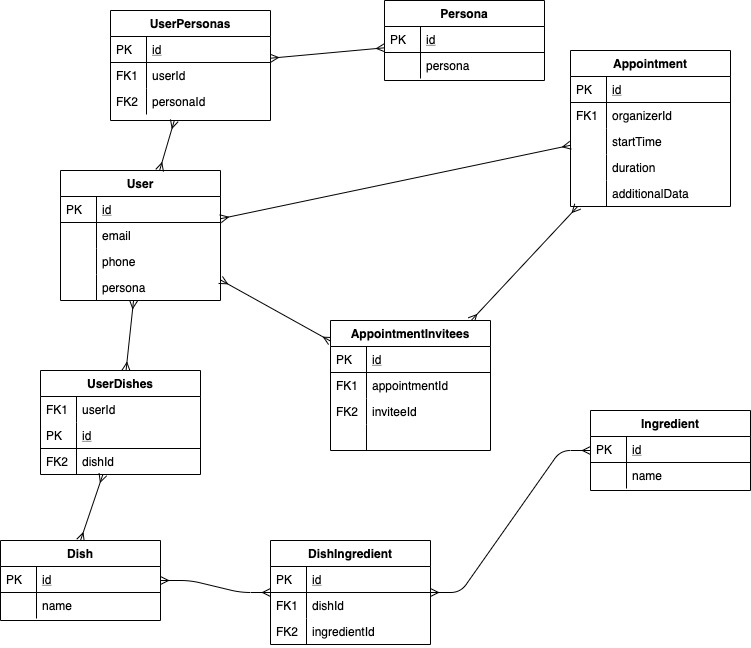 UserPersonas
PK id
FK1 userId
FK2 personaId
Persona
PK id
persona
Appointment
PK id
FK1 organizerId
startTime
duration
additionalData
User
PK id
email
phone
persona
AppointmentInvitees
PK id
FK1 appointmentId
FK2 inviteeId
UserDishes
FK1 userId
PK id
FK2 dishId
Ingredient
PK id
name
Dish
PK id
name
DishIngredient
PK id
FK1 dishId
FK2 ingredientId